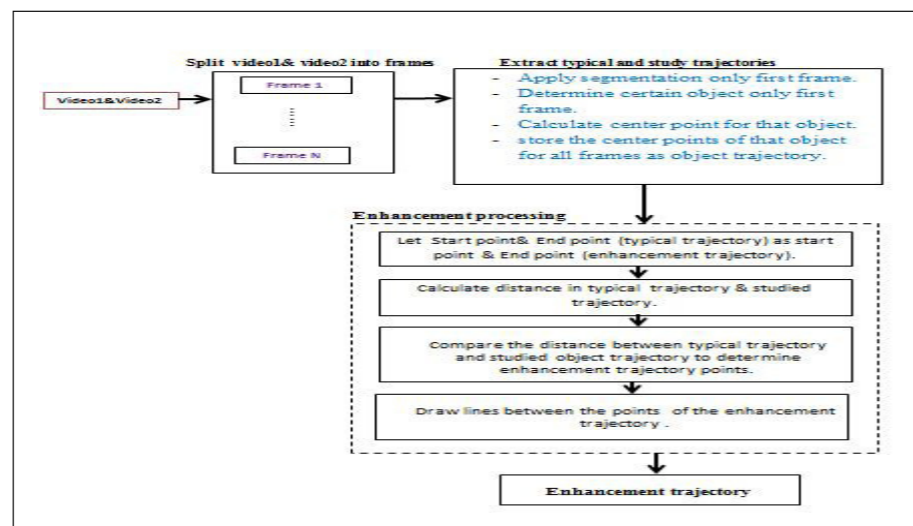 Split video1& video2 into frames
Extract typical and study trajectories
Video1&Video2
Frame 1
Frame N
- Apply segmentation only first frame.
- Determine certain object only first
frame.
- Calculate center point for that object.
- store the center points of that object
for all frames as object trajectory.
Enhancement processing
Let Start point& End point (typical trajectory) as start
point & End point (enhancement trajectory).
Calculate distance in typical trajectory & studied
trajectory.
Compare the distance between typical trajectory
and studied object trajectory to determine
enhancement trajectory points.
Draw lines between the points of the enhancement
trajectory .
Enhancement trajectory